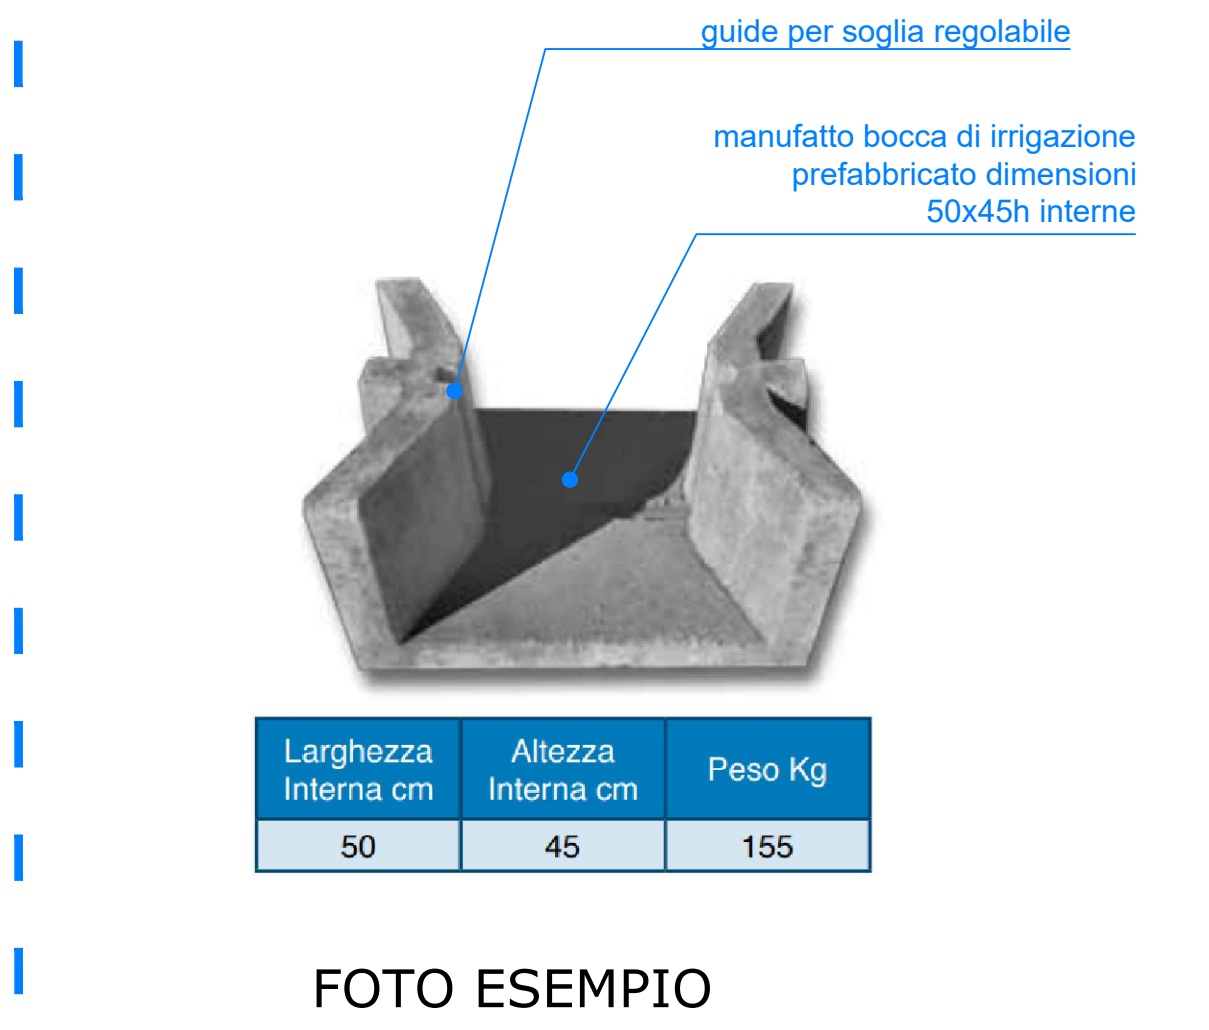 guide per soglia regolabile
manufatto bocca di irrigazione
prefabbricato dimensioni
50x45h interne
Larghezza Interna cm
Altezza Interna cm
Peso Kg
50
45
155
FOTO ESEMPIO